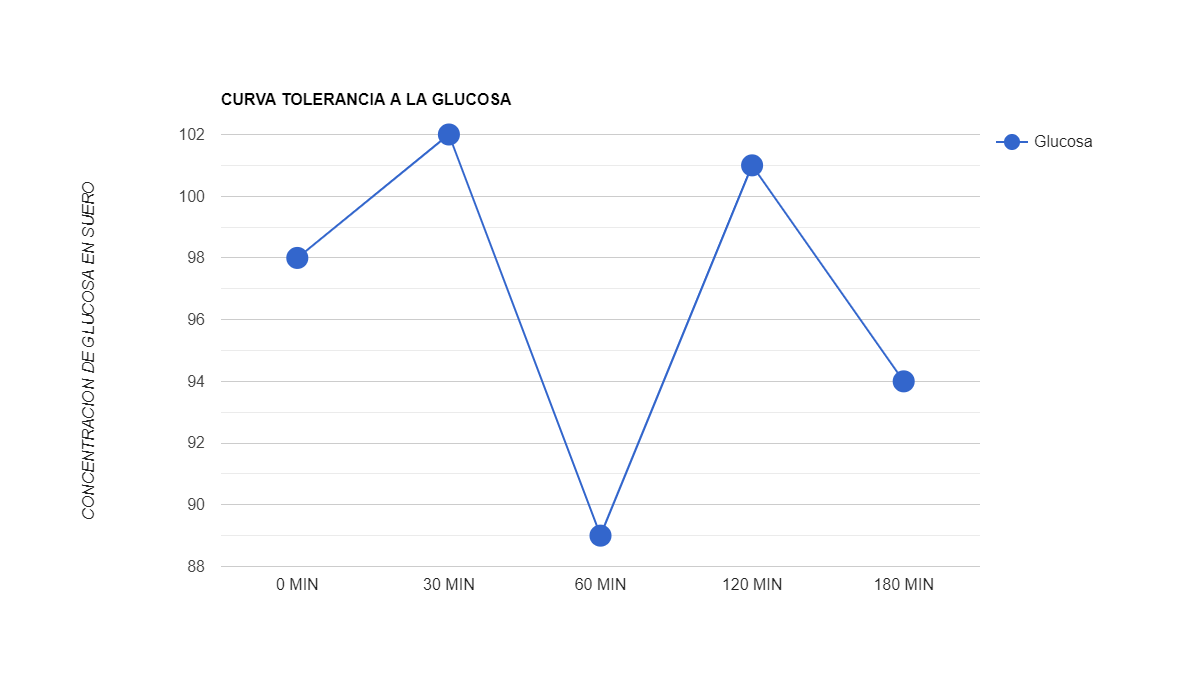 CURVA TOLERANCIA A LA GLUCOSA
CONCENTRACION DE GLUCOSA EN SUERO
102
100
98
96
94
92
90
88
0 MIN
30 MIN
60 MIN
120 MIN
180 MIN
Glucosa